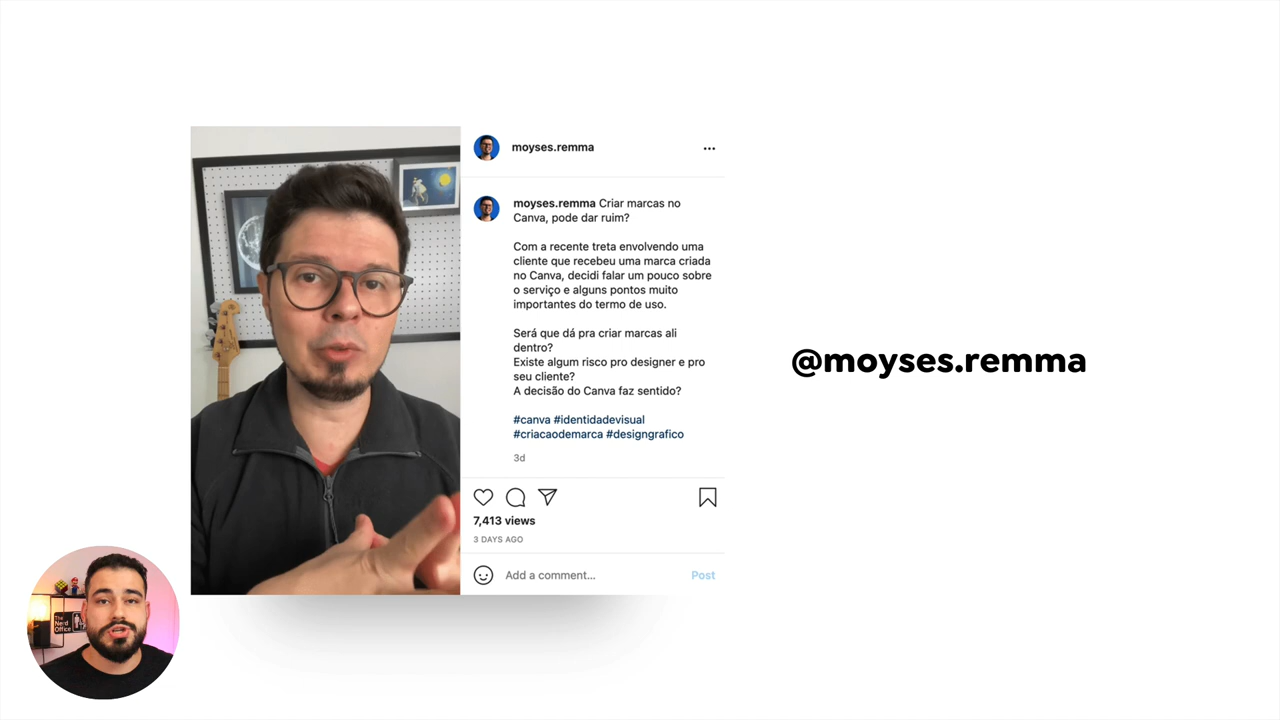 moyses.remma
moyses.remma Criar marcas no
Canva, pode dar ruim?
Com a recente treta envolvendo uma
cliente que recebeu uma marca criada
no Canva, decidi falar um pouco sobre
o serviço e alguns pontos muito
importantes do termo de uso.
Será que dá pra criar marcas ali
dentro?
Existe algum risco pro designer e pro
seu cliente?
A decisão do Canva faz sentido?
#canva #identidadevisual
#criacaodemarca #designgrafico
3d
7,413 views
3 DAYS AGO
Add a comment...
Post
@moyses.remma
The
Nerd
Office